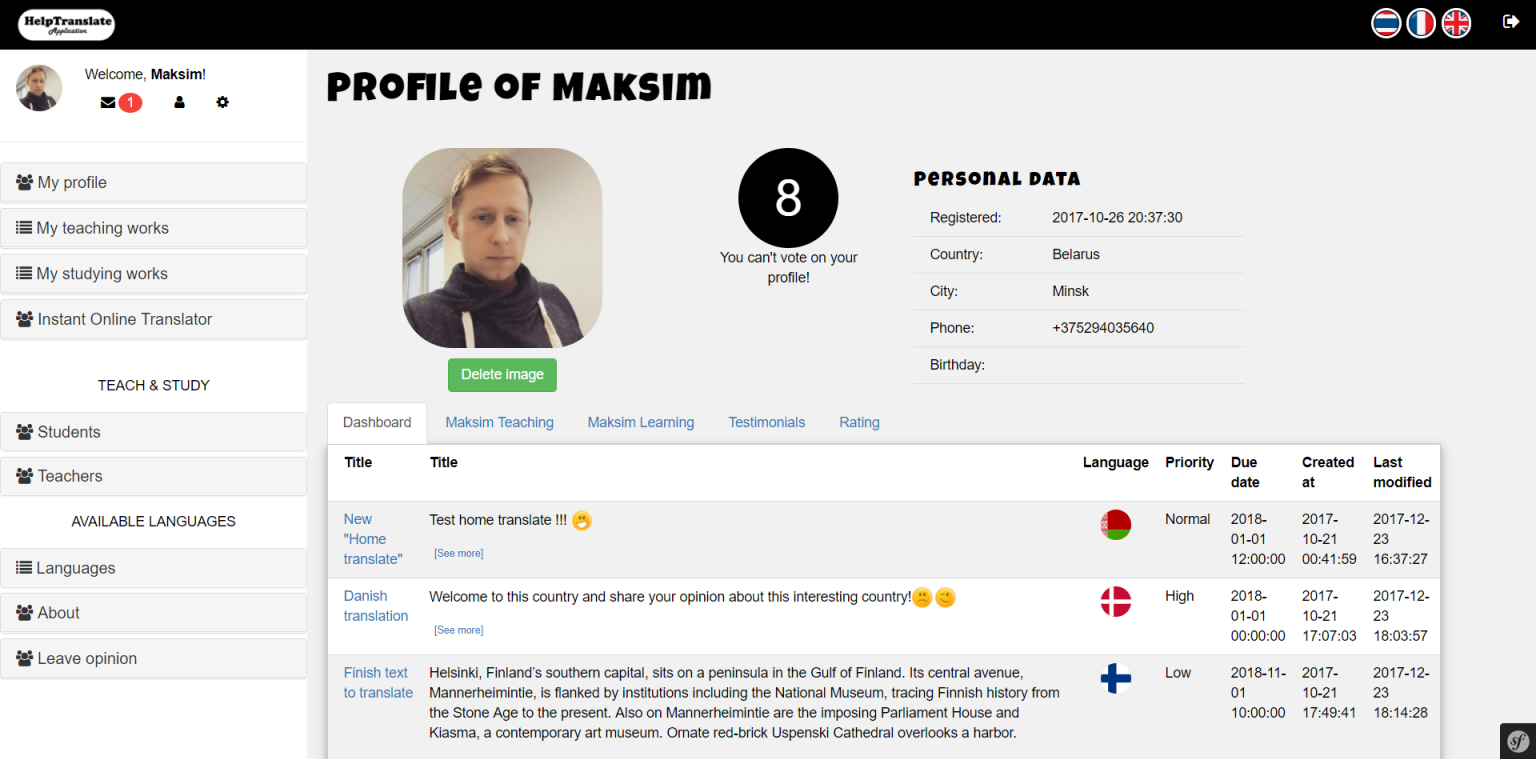 HelpTranslate
Application
Welcome, Maksim!
1
My profile
My teaching works
My studying works
Instant Online Translator
TEACH & STUDY
Students
Teachers
AVAILABLE LANGUAGES
Languages
About
Leave opinion
Profile of Maksim
Delete image
8
You can't vote on your
profile!
Personal data
Registered: 2017-10-26 20:37:30
Country: Belarus
City: Minsk
Phone: +375294035640
Birthday:
Dashboard Maksim Teaching Maksim Learning Testimonials Rating
Title Title Language Priority Due Created Last
date at modified
New Test home translate !!! Normal 2018- 2017- 2017-12-
"Home 01-01 10-21 23
translate" [See more] 12:00:00 00:41:59 16:37:27
Danish Welcome to this country and share your opinion about this interesting country! High 2018- 2017- 2017-12-
translation 01-01 10-21 23
[See more] 00:00:00 17:07:03 18:03:57
Finish text Helsinki, Finland’s southern capital, sits on a peninsula in the Gulf of Finland. Its central avenue, Low 2018-11- 2017- 2017-12-
to translate Mannerheimintie, is flanked by institutions including the National Museum, tracing Finnish history from 01 10-21 23
the Stone Age to the present. Also on Mannerheimintie are the imposing Parliament House and 10:00:00 17:49:41 18:14:28
Kiasma, a contemporary art museum. Ornate red-brick Uspenski Cathedral overlooks a harbor.
sf